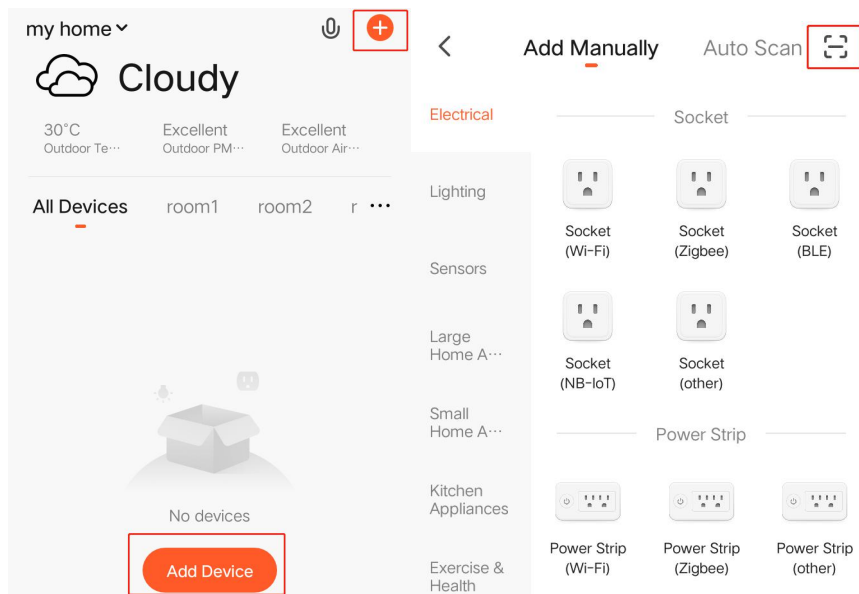 my home
Cloudy
30°C
Excellent
Excellent
Outdoor Te···
Outdoor PM···
Outdoor Air···
All Devices
room1
room2
r ···
No devices
Add Device
Add Manually
Auto Scan
Electrical
Lighting
Sensors
Large
Home A···
Small
Home A···
Kitchen
Appliances
Exercise &
Health
Socket
Socket
(Wi-Fi)
Socket
(Zigbee)
Socket
(BLE)
Socket
(NB-IoT)
Socket
(other)
Power Strip
Power Strip
(Wi-Fi)
Power Strip
(Zigbee)
Power Strip
(other)